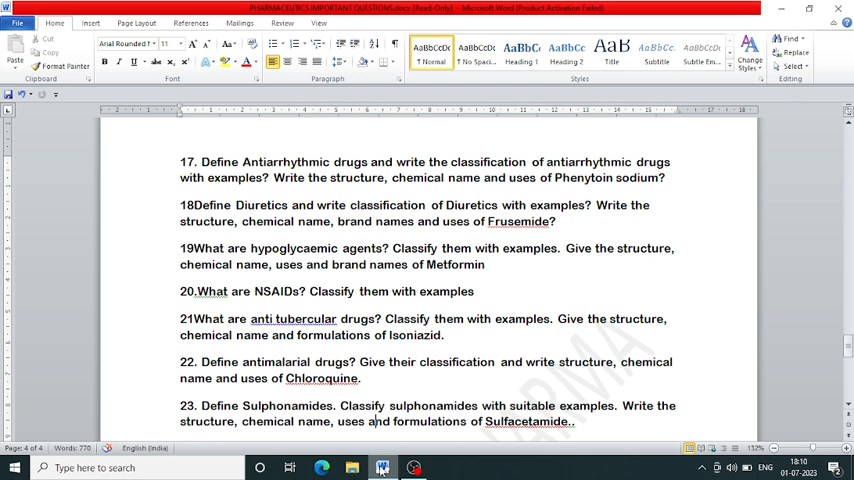 PHARMACEUTICS IMPORTANT QUESTIONS.docx [Read-Only] - Microsoft Word (Product Activation Failed)
File Home Insert Page Layout References Mailings Review View
Paste
Cut
Copy
Format Painter
Clipboard
Arial Rounded M 11
Font
Paragraph
AaBbCcDc AaBbCcDc AaBbCc AaBbCc AaB AaBbCc. AaBbCcDc
¶ Normal ¶ No Spaci... Heading 1 Heading 2 Title Subtitle Subtle Em...
Styles
Change Styles
Find
Replace
Select
Editing
17. Define Antiarrhythmic drugs and write the classification of antiarrhythmic drugs
with examples? Write the structure, chemical name and uses of Phenytoin sodium?
18Define Diuretics and write classification of Diuretics with examples? Write the
structure, chemical name, brand names and uses of Frusemide?
19What are hypoglycaemic agents? Classify them with examples. Give the structure,
chemical name, uses and brand names of Metformin
20.What are NSAIDs? Classify them with examples
21What are anti tubercular drugs? Classify them with examples. Give the structure,
chemical name and formulations of Isoniazid.
22. Define antimalarial drugs? Give their classification and write structure, chemical
name and uses of Chloroquine.
23. Define Sulphonamides. Classify sulphonamides with suitable examples. Write the
structure, chemical name, uses and formulations of Sulfacetamide..
ARMA
Page: 4 of 4 Words: 770 English (India) 132%
Type here to search
ENG
18:10
01-07-2023
2